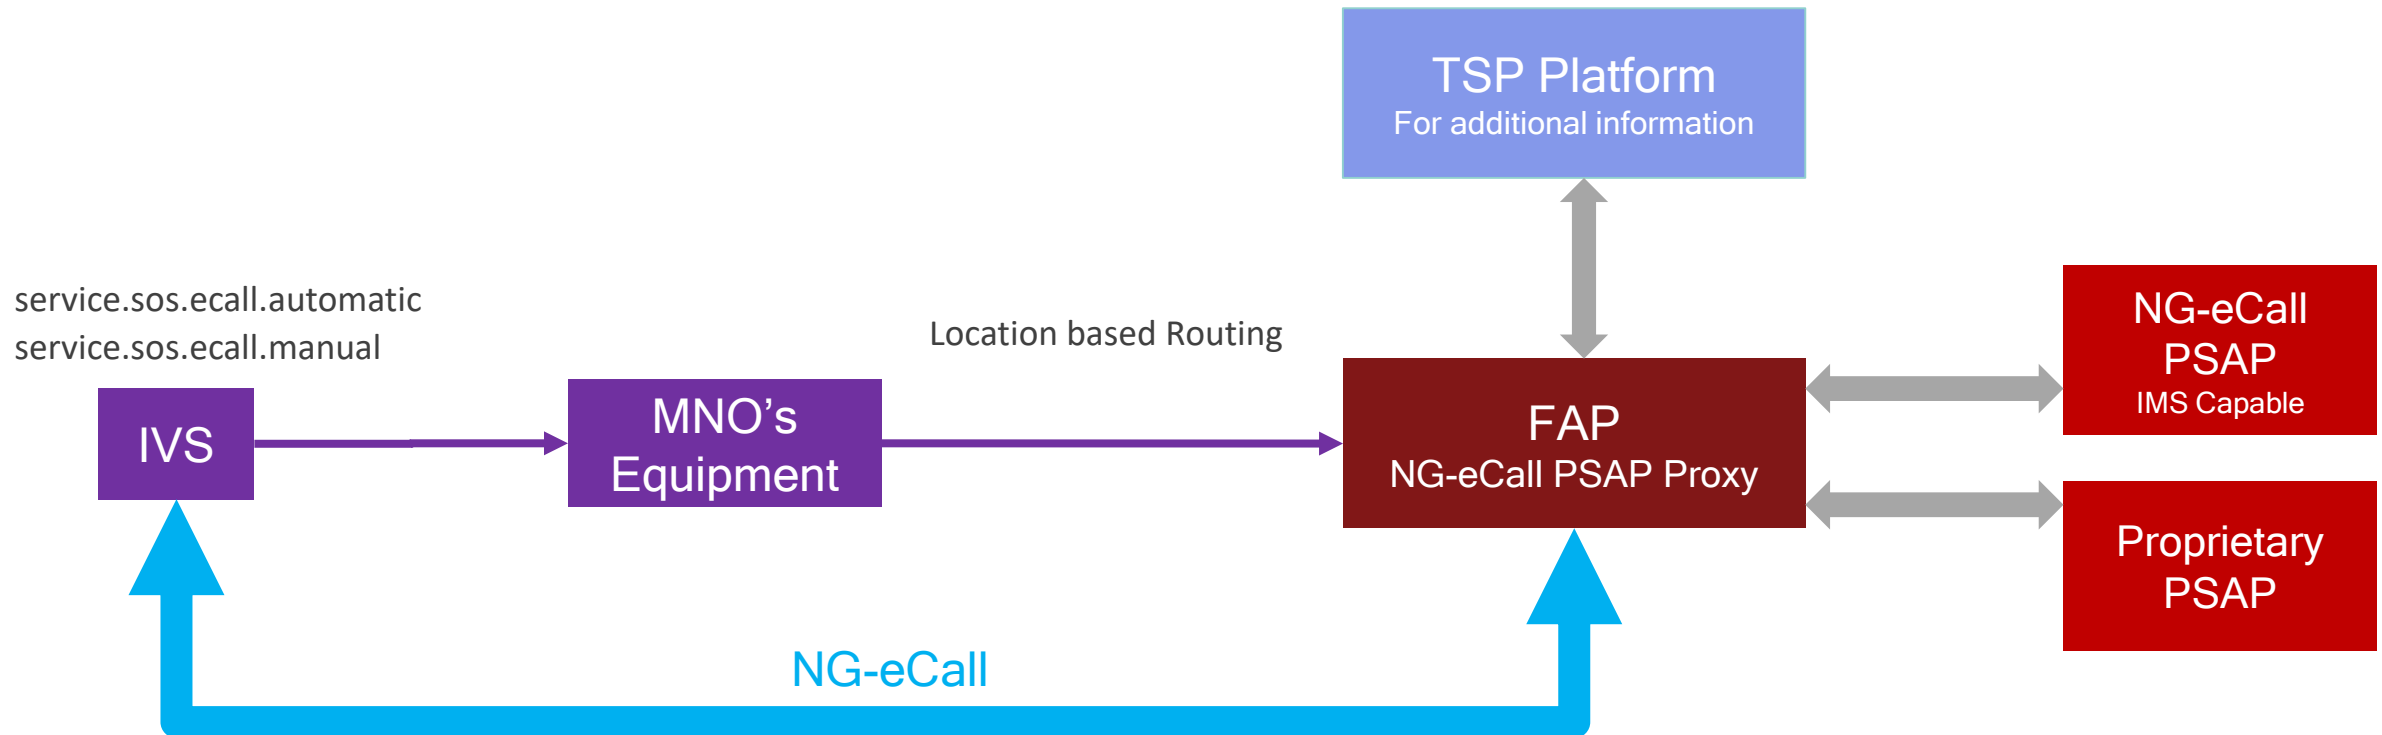 TSP Platform
For additional information
service.sos.ecall.automatic
service.sos.ecall.manual
Location based Routing
IVS
MNO’s
Equipment
FAP
NG-eCall PSAP Proxy
NG-eCall
PSAP
IMS Capable
Proprietary
PSAP
NG-eCall